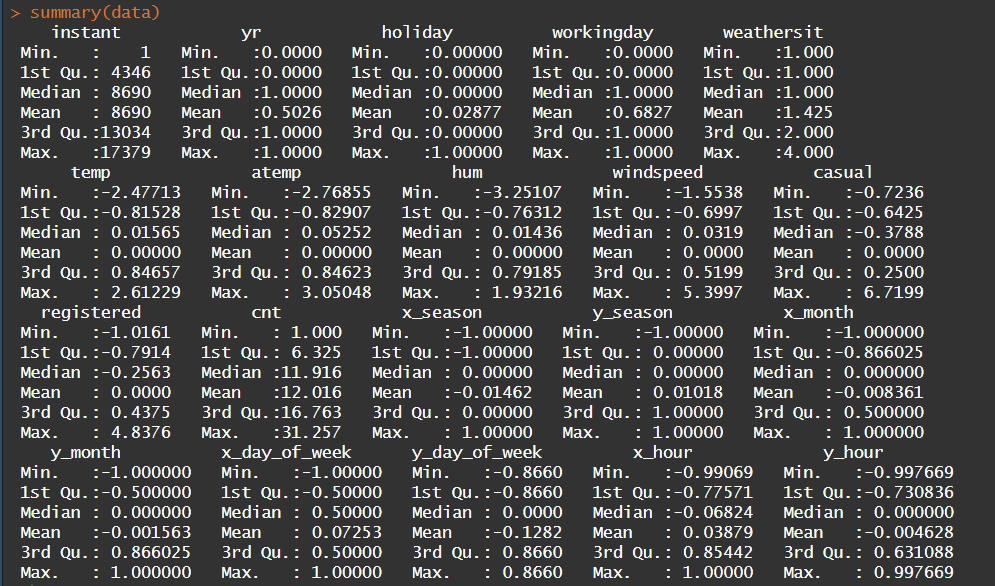 > summary(data)
instant yr holiday workingday weathersit
Min. : 1 Min. :0.0000 Min. :0.00000 Min. :0.0000 Min. :1.000
1st Qu.: 4346 1st Qu.:0.0000 1st Qu.:0.00000 1st Qu.:0.0000 1st Qu.:1.000
Median : 8690 Median :1.0000 Median :0.00000 Median :1.0000 Median :1.000
Mean : 8690 Mean :0.5026 Mean :0.02877 Mean :0.6827 Mean :1.425
3rd Qu.:13034 3rd Qu.:1.0000 3rd Qu.:0.00000 3rd Qu.:1.0000 3rd Qu.:2.000
Max. :17379 Max. :1.0000 Max. :1.00000 Max. :1.0000 Max. :4.000
temp atemp hum windspeed casual
Min. :-2.47713 Min. :-2.76855 Min. :-3.25107 Min. :-1.5538 Min. :-0.7236
1st Qu.:-0.81528 1st Qu.:-0.82907 1st Qu.:-0.76312 1st Qu.:-0.6997 1st Qu.:-0.6425
Median : 0.01565 Median : 0.05252 Median : 0.01436 Median : 0.0319 Median :-0.3788
Mean : 0.00000 Mean : 0.00000 Mean : 0.00000 Mean : 0.0000 Mean : 0.0000
3rd Qu.: 0.84657 3rd Qu.: 0.84623 3rd Qu.: 0.79185 3rd Qu.: 0.5199 3rd Qu.: 0.2500
Max. : 2.61229 Max. : 3.05048 Max. : 1.93216 Max. : 5.3997 Max. : 6.7199
registered cnt x_season y_season x_month
Min. :-1.0161 Min. : 1.000 Min. :-1.00000 Min. :-1.00000 Min. :-1.000000
1st Qu.:-0.7914 1st Qu.: 6.325 1st Qu.:-1.00000 1st Qu.: 0.00000 1st Qu.:-0.866025
Median :-0.2563 Median :11.916 Median : 0.00000 Median : 0.00000 Median : 0.000000
Mean : 0.0000 Mean :12.016 Mean :-0.01462 Mean : 0.01018 Mean :-0.008361
3rd Qu.: 0.4375 3rd Qu.:16.763 3rd Qu.: 0.00000 3rd Qu.: 1.00000 3rd Qu.: 0.500000
Max. : 4.8376 Max. :31.257 Max. : 1.00000 Max. : 1.00000 Max. : 1.000000
y_month x_day_of_week y_day_of_week x_hour y_hour
Min. :-1.000000 Min. :-1.00000 Min. :-0.8660 Min. :-0.99069 Min. :-0.997669
1st Qu.:-0.500000 1st Qu.:-0.50000 1st Qu.:-0.8660 1st Qu.:-0.77571 1st Qu.:-0.730836
Median : 0.000000 Median : 0.50000 Median : 0.0000 Median :-0.06824 Median : 0.000000
Mean :-0.001563 Mean : 0.07253 Mean :-0.1282 Mean : 0.03879 Mean :-0.004628
3rd Qu.: 0.866025 3rd Qu.: 0.50000 3rd Qu.: 0.8660 3rd Qu.: 0.85442 3rd Qu.: 0.631088
Max. : 1.000000 Max. : 1.00000 Max. : 0.8660 Max. : 1.00000 Max. : 0.997669